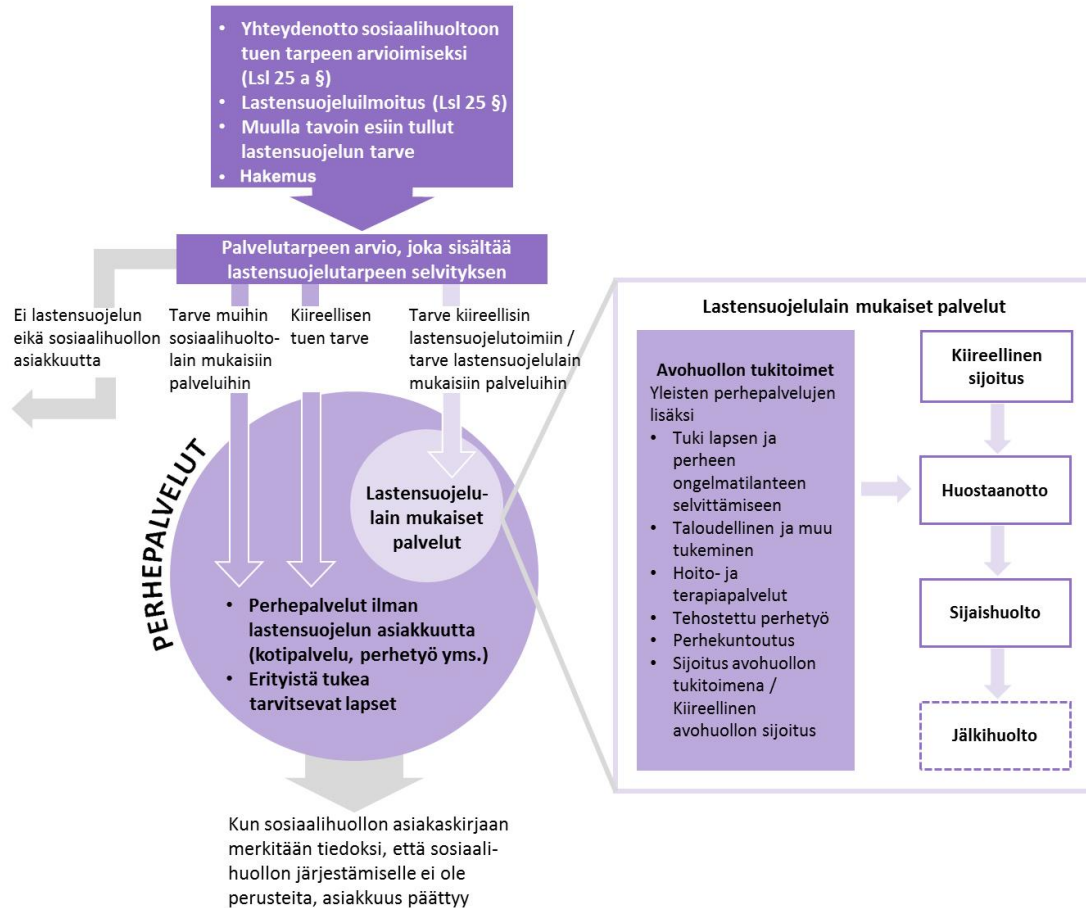 • Yhteydenotto sosiaalihuoltoon
tuen tarpeen arvioimiseksi
(Lsl 25 a §)
• Lastensuojeluilmoitus (Lsl 25 §)
• Muulla tavoin esiin tullut
lastensuojelun tarve
• Hakemus
Palvelutarpeen arvio, joka sisältää
lastensuojelutarpeen selvityksen
Ei lastensuojelun
eikä sosiaalihuollon
asiakkuutta
Tarve muihin
sosiaalihuolto-
lain mukaisiin
palveluihin
Kiireellisen
tuen tarve
Tarve kiireellisin
lastensuojelutoimiin /
tarve lastensuojelulain
mukaisiin palveluihin
PERHEPALVELUT
Lastensuojelu-
lain mukaiset
palvelut
• Perhepalvelut ilman
lastensuojelun asiakkuutta
(kotipalvelu, perhetyö yms.)
• Erityistä tukea
tarvitsevat lapset
Kun sosiaalihuollon asiakaskirjaan
merkitään tiedoksi, että sosiaali-
huollon järjestämiselle ei ole
perusteita, asiakkuus päättyy
Lastensuojelulain mukaiset palvelut
Avohuollon tukitoimet
Yleisten perhepalvelujen
lisäksi
• Tuki lapsen ja
perheen
ongelmatilanteen
selvittämiseen
• Taloudellinen ja muu
tukeminen
• Hoito- ja
terapiapalvelut
• Tehostettu perhetyö
• Perhekuntoutus
• Sijoitus avohuollon
tukitoimena /
Kiireellinen
avohuollon sijoitus
Kiireellinen
sijoitus
Huostaanotto
Sijaishuolto
Jälkihuolto